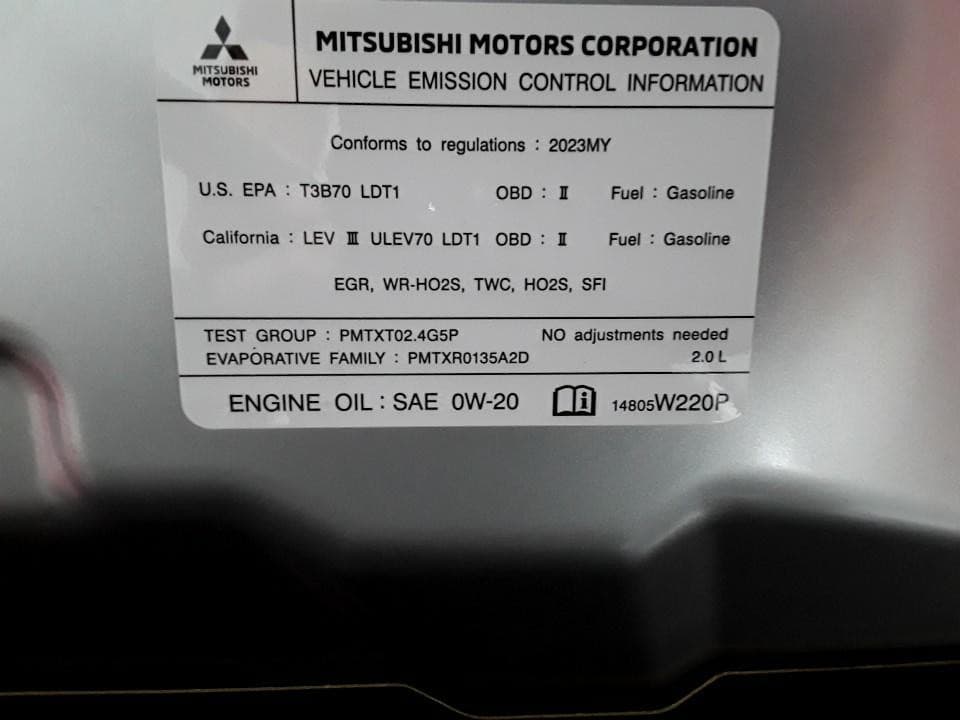 MITSUBISHI
MOTORS
MITSUBISHI MOTORS CORPORATION
VEHICLE EMISSION CONTROL INFORMATION
Conforms to regulations : 2023MY
U.S. EPA : T3B70 LDT1 OBD : Ⅱ Fuel : Gasoline
California : LEV Ⅲ ULEV70 LDT1 OBD : Ⅱ Fuel : Gasoline
EGR, WR-HO2S, TWC, HO2S, SFI
TEST GROUP : PMTXT02.4G5P NO adjustments needed
EVAPORATIVE FAMILY : PMTXR0135A2D 2.0 L
ENGINE OIL : SAE 0W-20 14805W220P